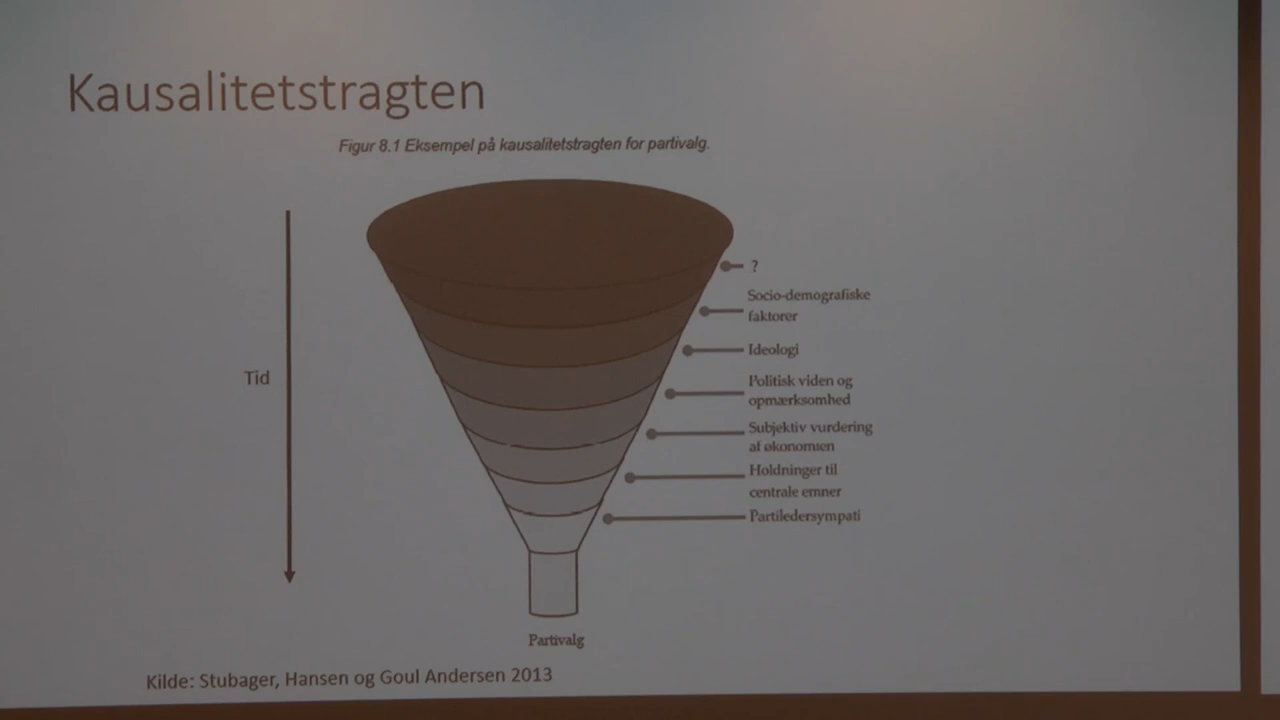 Kausalitetstragten
Figur 8.1 Eksempel på kausalitetstragten for partivalg.
?
Socio-demografiske
faktorer
Ideologi
Tid
Politisk viden og
opmærksomhed
Subjektiv vurdering
af økonomien
Holdninger til
centrale emner
Partiledersympati
Partivalg
Kilde: Stubager, Hansen og Goul Andersen 2013